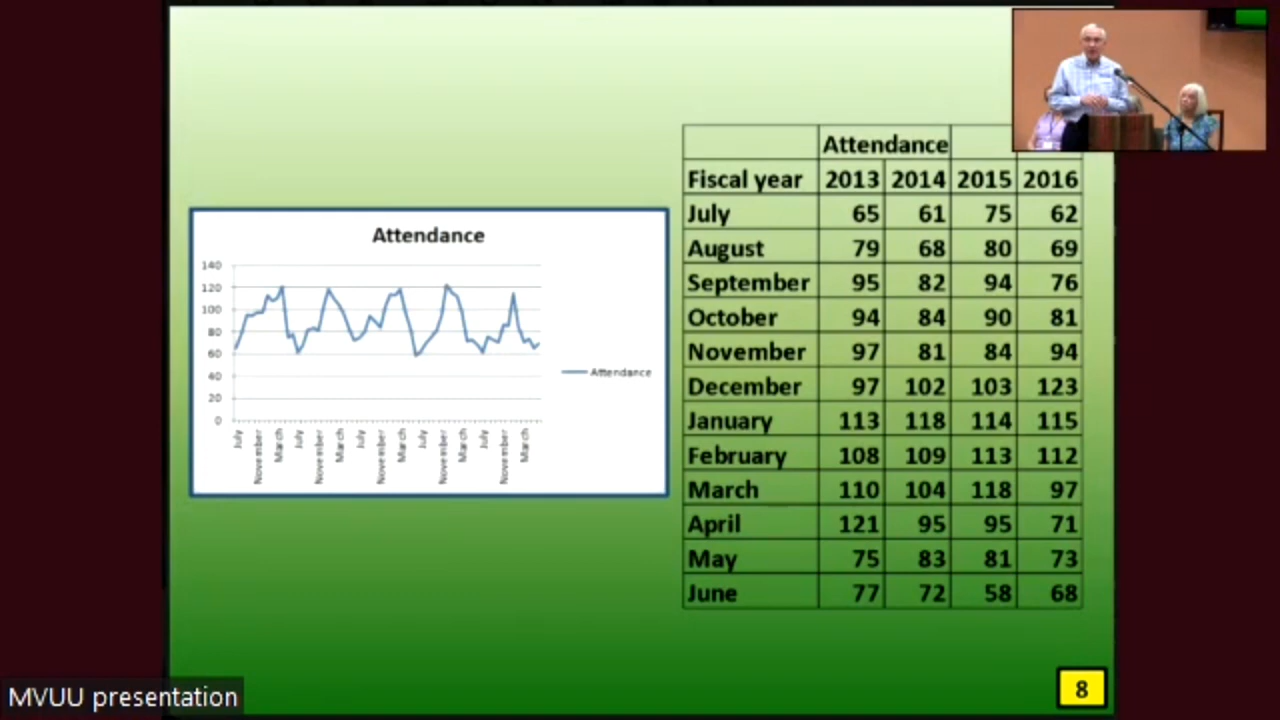 Attendance
140
120
100
80
60
40
20
0
July
November
March
July
November
March
July
November
March
July
November
March
July
November
March
Attendance
Attendance
Fiscal year 2013 2014 2015 2016
July 65 61 75 62
August 79 68 80 69
September 95 82 94 76
October 94 84 90 81
November 97 81 84 94
December 97 102 103 123
January 113 118 114 115
February 108 109 113 112
March 110 104 118 97
April 121 95 95 71
May 75 83 81 73
June 77 72 58 68
8
MVUU presentation